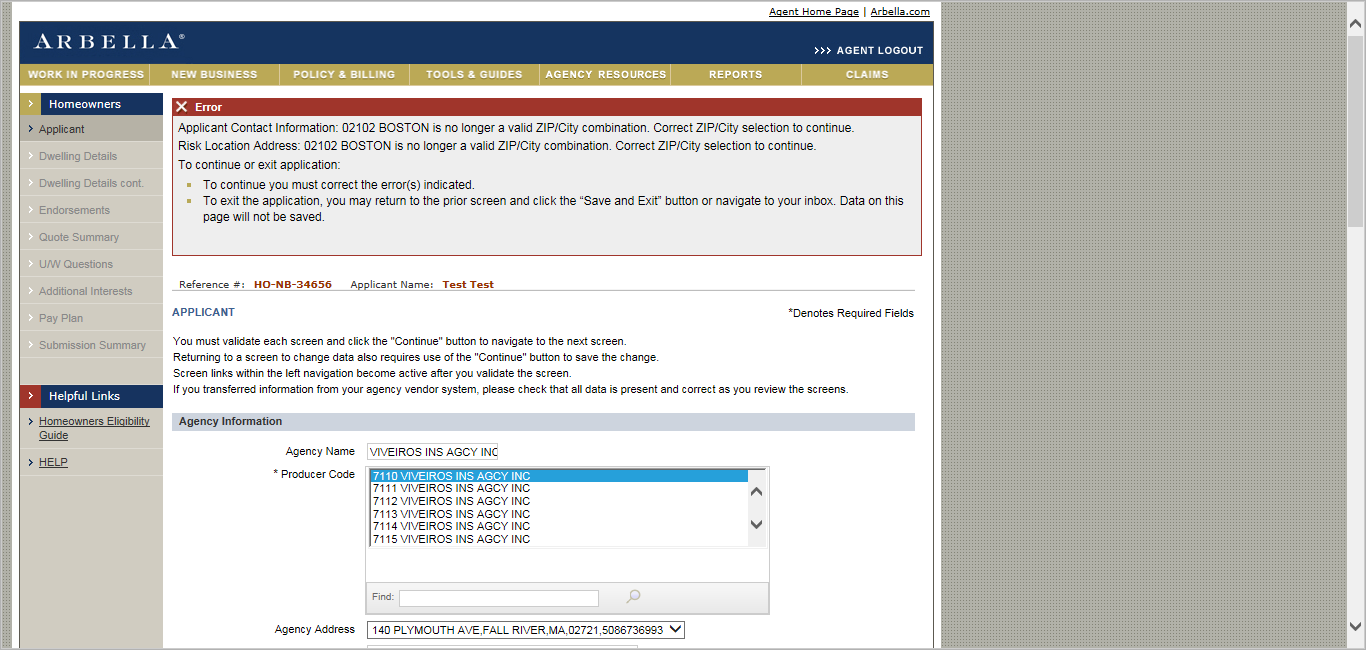 Agent Home Page | Arbella.com
ARBELLA®
>>> AGENT LOGOUT
WORK IN PROGRESS NEW BUSINESS POLICY & BILLING TOOLS & GUIDES AGENCY RESOURCES REPORTS CLAIMS
Homeowners
Applicant
Dwelling Details
Dwelling Details cont.
Endorsements
Quote Summary
U/W Questions
Additional Interests
Pay Plan
Submission Summary
Helpful Links
Homeowners Eligibility
Guide
HELP
Error
Applicant Contact Information: 02102 BOSTON is no longer a valid ZIP/City combination. Correct ZIP/City selection to continue.
Risk Location Address: 02102 BOSTON is no longer a valid ZIP/City combination. Correct ZIP/City selection to continue.
To continue or exit application:
To continue you must correct the error(s) indicated.
To exit the application, you may return to the prior screen and click the “Save and Exit” button or navigate to your inbox. Data on this
page will not be saved.
Reference #: HO-NB-34656 Applicant Name: Test Test
APPLICANT
*Denotes Required Fields
You must validate each screen and click the "Continue" button to navigate to the next screen.
Returning to a screen to change data also requires use of the "Continue" button to save the change.
Screen links within the left navigation become active after you validate the screen.
If you transferred information from your agency vendor system, please check that all data is present and correct as you review the screens.
Agency Information
Agency Name VIVEIROS INS AGCY INC
* Producer Code
7110 VIVEIROS INS AGCY INC
7111 VIVEIROS INS AGCY INC
7112 VIVEIROS INS AGCY INC
7113 VIVEIROS INS AGCY INC
7114 VIVEIROS INS AGCY INC
7115 VIVEIROS INS AGCY INC
Find:
Agency Address 140 PLYMOUTH AVE,FALL RIVER,MA,02721,5086736993